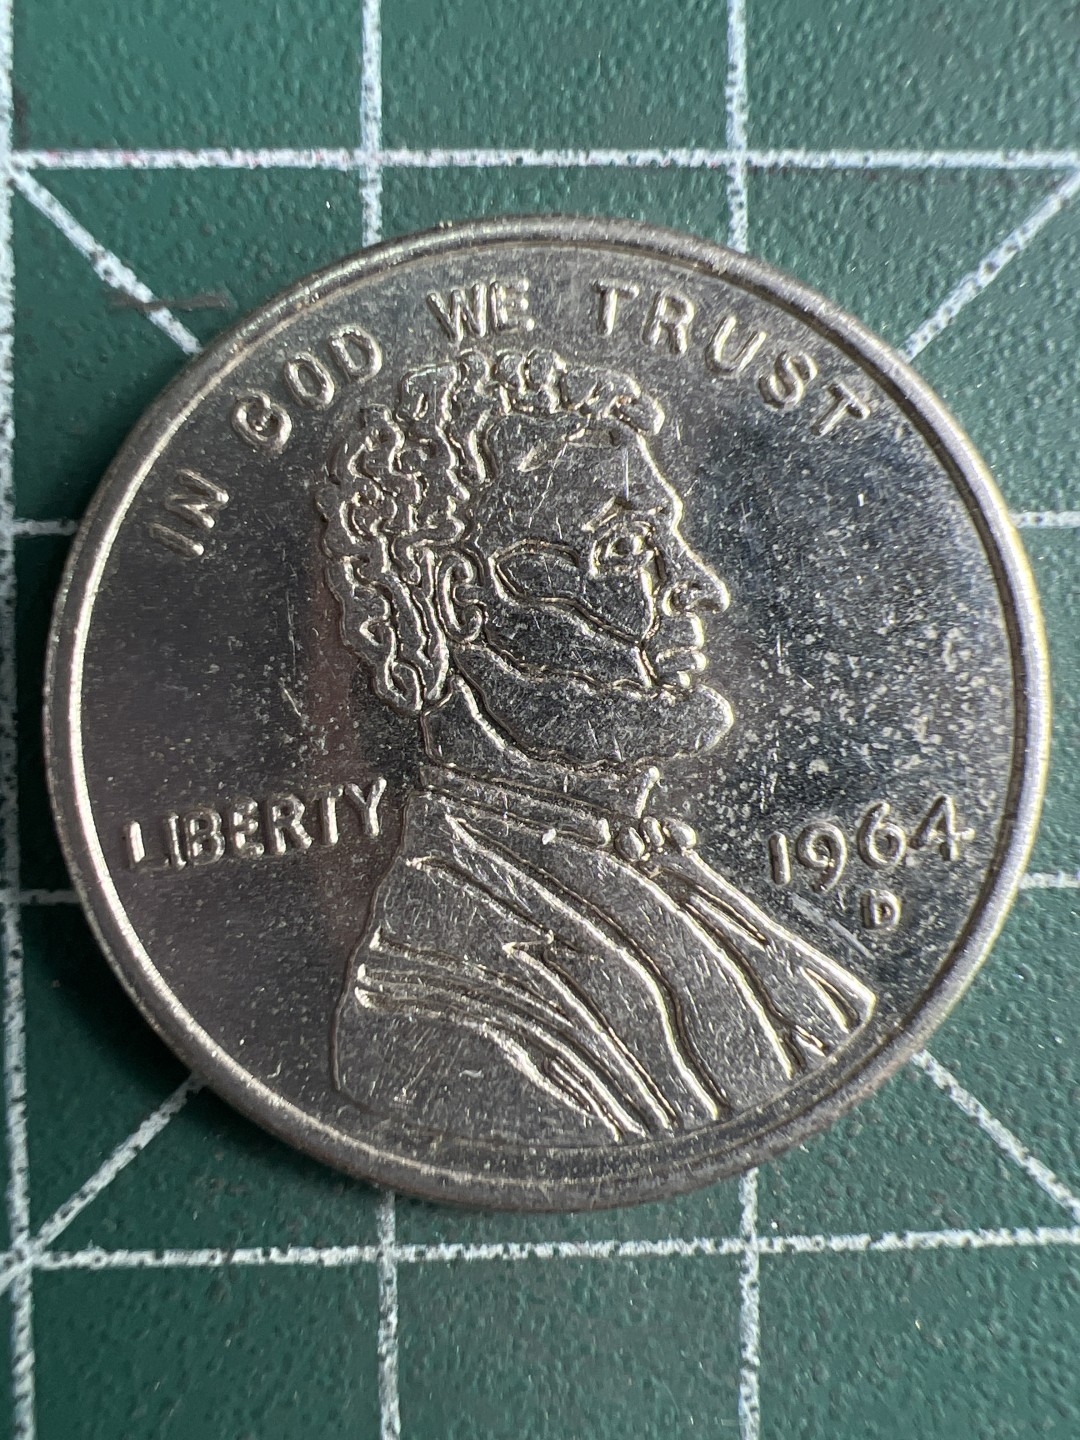 IN GOD WE TRUST
LIBERTY
1964
D